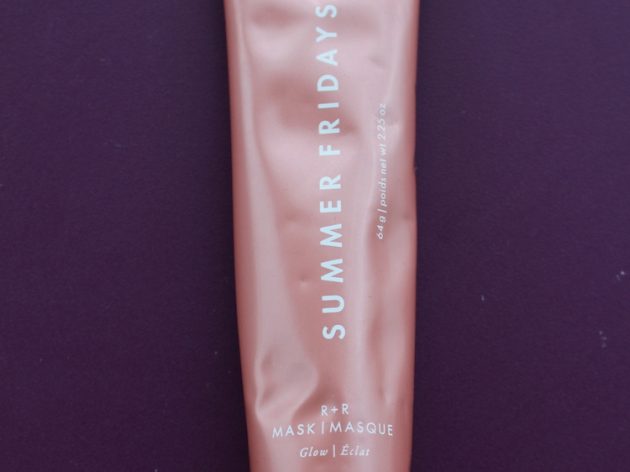 SUMMER FRIDAYS
64 g | poids net wt 2.25 oz
R+R
MASK | MASQUE
Glow | Éclat